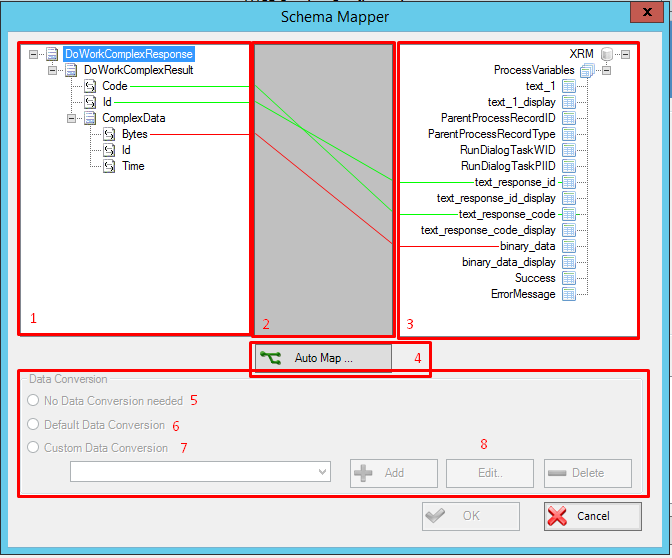 Schema Mapper
DoWorkComplexResponse
DoWorkComplexResult
Code
Id
ComplexData
Bytes
Id
Time
1
2
XRM
ProcessVariables
text_1
text_1_display
ParentProcessRecordID
ParentProcessRecordType
RunDialogTaskWID
RunDialogTaskPIID
text_response_id
text_response_id_display
text_response_code
text_response_code_display
binary_data
binary_data_display
Success
ErrorMessage
3
Auto Map ... 4
Data Conversion
No Data Conversion needed 5
Default Data Conversion 6
Custom Data Conversion 7
8
Add Edit.. Delete
OK Cancel